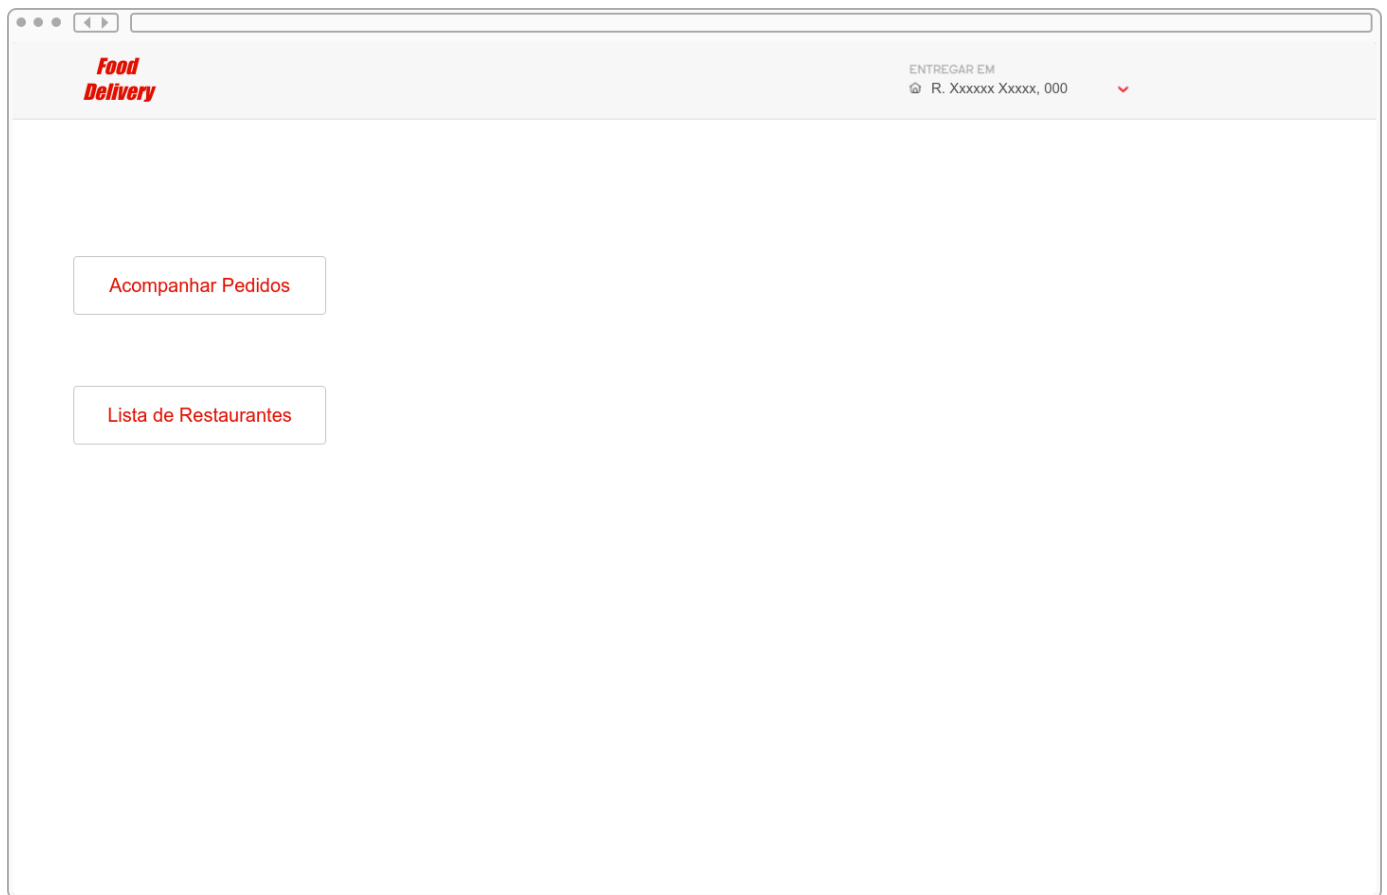 Food
Delivery
ENTREGAR EM
R. Xxxxxx Xxxxx, 000
Acompanhar Pedidos
Lista de Restaurantes